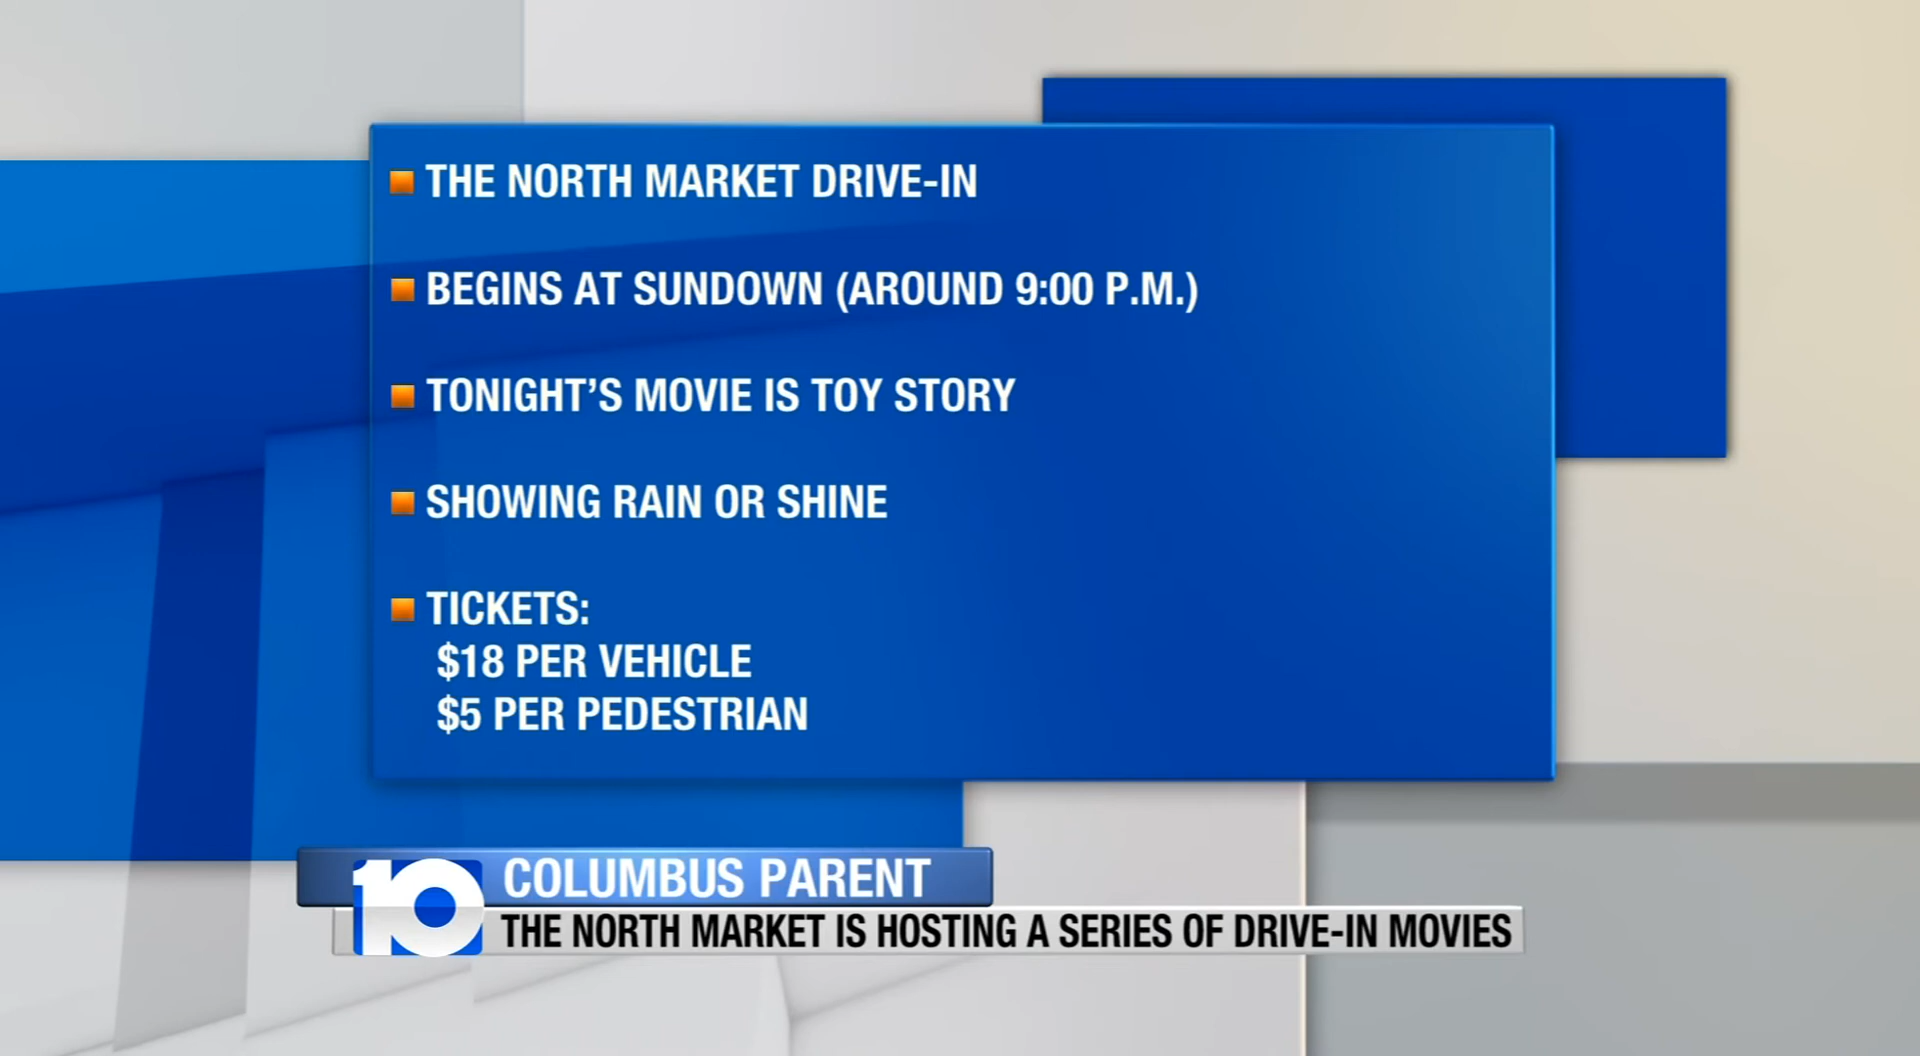 THE NORTH MARKET DRIVE-IN
BEGINS AT SUNDOWN (AROUND 9:00 P.M.)
TONIGHT'S MOVIE IS TOY STORY
SHOWING RAIN OR SHINE
TICKETS:
$18 PER VEHICLE
$5 PER PEDESTRIAN
10
COLUMBUS PARENT
THE NORTH MARKET IS HOSTING A SERIES OF DRIVE-IN MOVIES